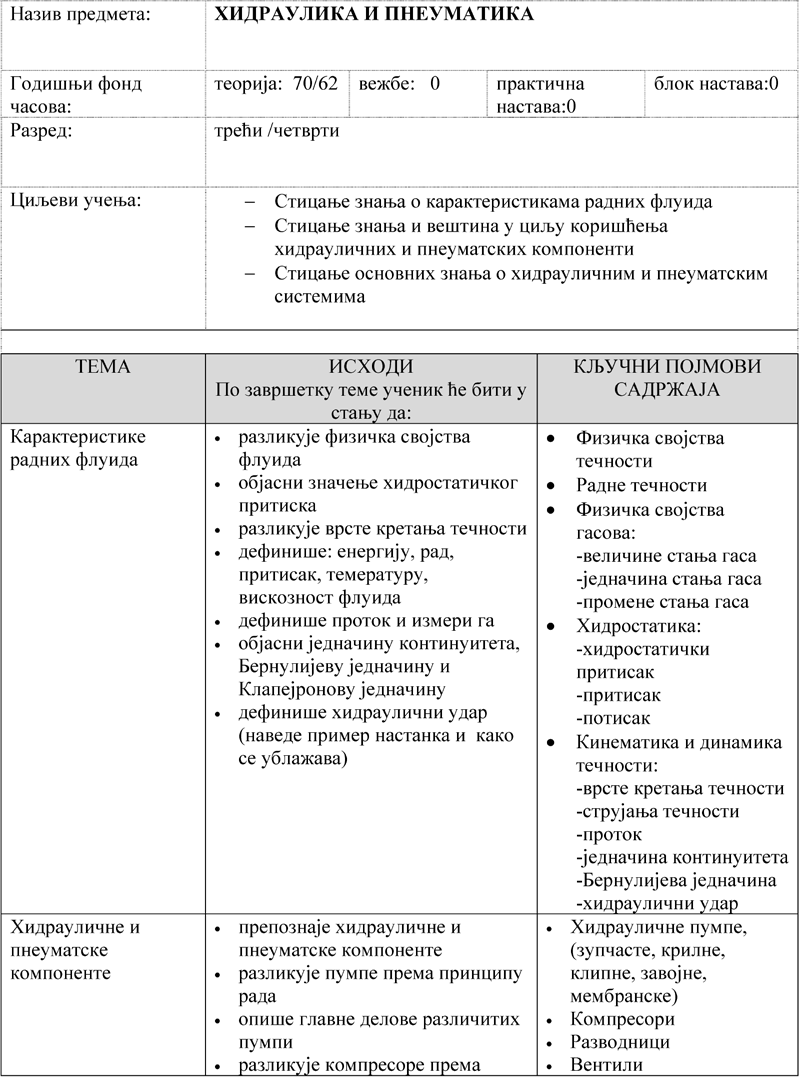 Назив предмета:
ХИДРАУЛИКА И ПНЕУМАТИКА
Годишњи фонд
часова:
теорија: 70/62
вежбе: 0
практична
настава:0
блок настава:0
Разред:
трећи /четврти
Циљеви учења:
– Стицање знања о карактеристикама радних флуида
– Стицање знања и вештина у циљу коришћења
хидрауличних и пнеуматских компоненти
– Стицање основних знања о хидрауличним и пнеуматским
системима
ТЕМА
ИСХОДИ
По завршетку теме ученик ће бити у
стању да:
КЉУЧНИ ПОЈМОВИ
САДРЖАЈА
Карактеристике
радних флуида
• разликује физичка својства
флуида
• објасни значење хидростатичког
притиска
• разликује врсте кретања течности
• дефинише: енергију, рад,
притисак, темературу,
вискозност флуида
• дефинише проток и измери га
• објасни једначину континуитета,
Бернулијеву једначину и
Клапејронову једначину
• дефинише хидраулични удар
(наведе пример настанка и како
се ублажава)
• Физичка својства
течности
• Радне течности
• Физичка својства
гасова:
-величине стања гаса
-једначина стања гаса
-промене стања гаса
• Хидростатика:
-хидростатички
притисак
-притисак
-потисак
• Кинематика и динамика
течности:
-врсте кретања течности
-струјања течности
-проток
-једначина континуитета
-Бернулијева једначина
-хидраулични удар
Хидрауличне и
пнеуматске
компоненте
• препознаје хидрауличне и
пнеуматске компоненте
• разликује пумпе према принципу
рада
• опише главне делове различитих
пумпи
• разликује компресоре према
• Хидрауличне пумпе,
(зупчасте, крилне,
клипне, завојне,
мембранске)
• Компресори
• Разводници
• Вентили